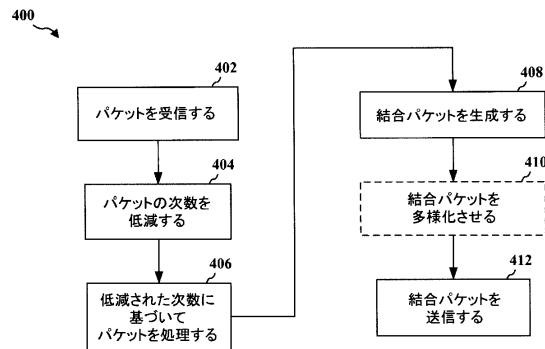 400
402
パケットを受信する
404
パケットの次数を
低減する
406
低減された次数に
基づいて
パケットを処理する
408
結合パケットを生成する
410
結合パケットを
多様化させる
412
結合パケットを
送信する